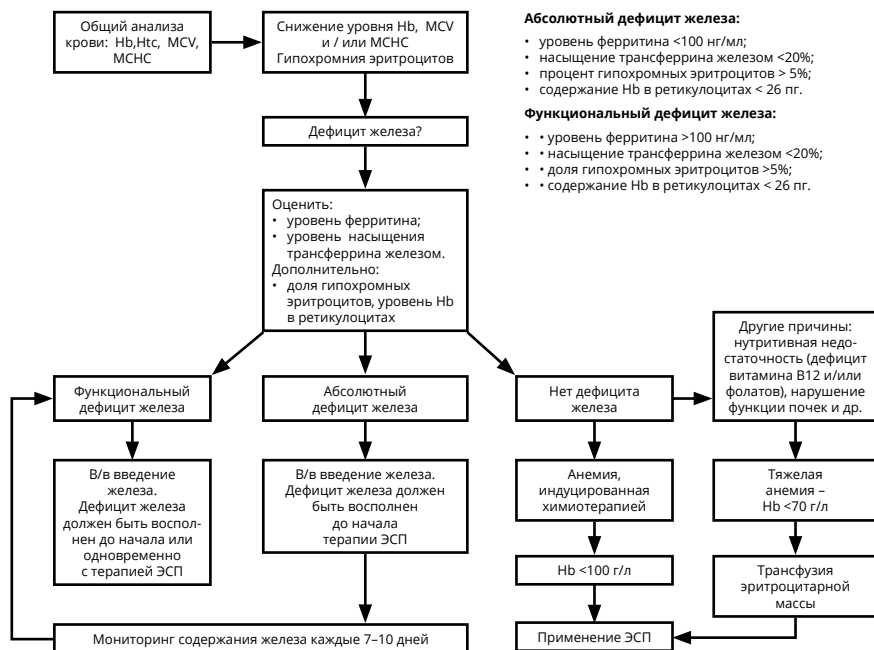 Общий анализ
крови: Hb,Htc, MCV,
MCHC
Снижение уровня Hb, MCV
и / или MCHC
Гипохромния эритроцитов
Абсолютный дефицит железа:
• уровень ферритина <100 нг/мл;
• насыщение трансферрина железом <20%;
• процент гипохромных эритроцитов > 5%;
• содержание Hb в ретикулоцитах < 26 пг.
Функциональный дефицит железа:
• • уровень ферритина >100 нг/мл;
• • насыщение трансферрина железом <20%;
• • доля гипохромных эритроцитов >5%;
• • содержание Hb в ретикулоцитах < 26 пг.
Дефицит железа?
Оценить:
• уровень ферритина;
• уровень насыщения
трансферрина железом.
Дополнительно:
• доля гипохромных
эритроцитов, уровень Hb
в ретикулоцитах
Другие причины:
нутритивная недо-
статочность (дефицит
витамина В12 и/или
фолатов), нарушение
функции почек и др.
Функциональный
дефицит железа
Абсолютный
дефицит железа
Нет дефицита
железа
В/в введение
железа.
Дефицит железа
должен быть воспол-
нен до начала или
одновременно
с терапией ЭСП
В/в введение железа.
Дефицит железа должен
быть восполнен
до начала
терапии ЭСП
Анемия,
индуцированная
химиотерапией
Тяжелая
анемия –
Hb <70 г/л
Hb <100 г/л
Трансфузия
эритроцитарной
массы
Мониторинг содержания железа каждые 7–10 дней
Применение ЭСП